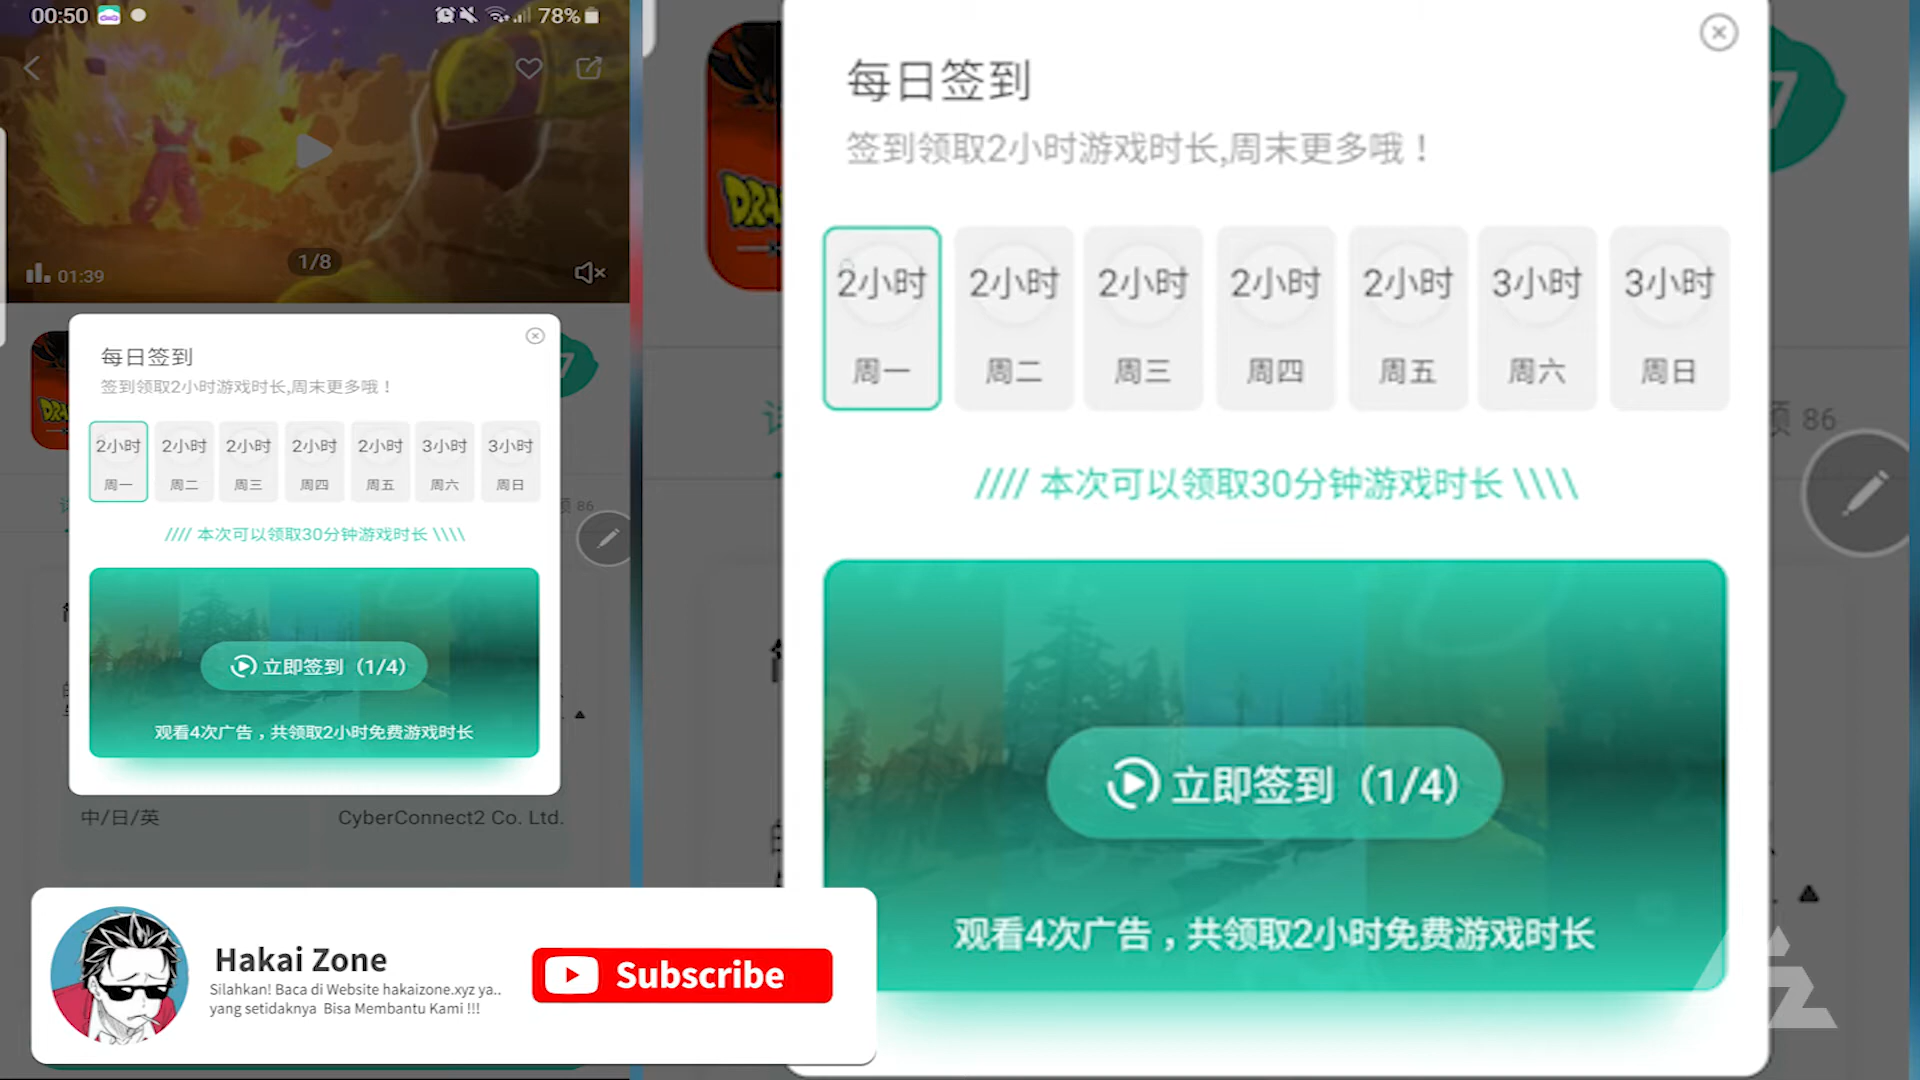 00:50
78%
1/8
01:39
每日签到
签到领取2小时游戏时长,周末更多哦！
2小时 2小时 2小时 2小时 2小时 3小时 3小时
周一 周二 周三 周四 周五 周六 周日
//// 本次可以领取30分钟游戏时长 \\\\
立即签到（1/4）
观看4次广告，共领取2小时免费游戏时长
86
中/日/英
CyberConnect2 Co. Ltd.
每日签到
签到领取2小时游戏时长,周末更多哦！
2小时 2小时 2小时 2小时 2小时 3小时 3小时
周一 周二 周三 周四 周五 周六 周日
//// 本次可以领取30分钟游戏时长 \\\\
立即签到（1/4）
观看4次广告，共领取2小时免费游戏时长
7
86
Hakai Zone
Silahkan! Baca di Website hakaizone.xyz ya..
yang setidaknya Bisa Membantu Kami !!!
Subscribe